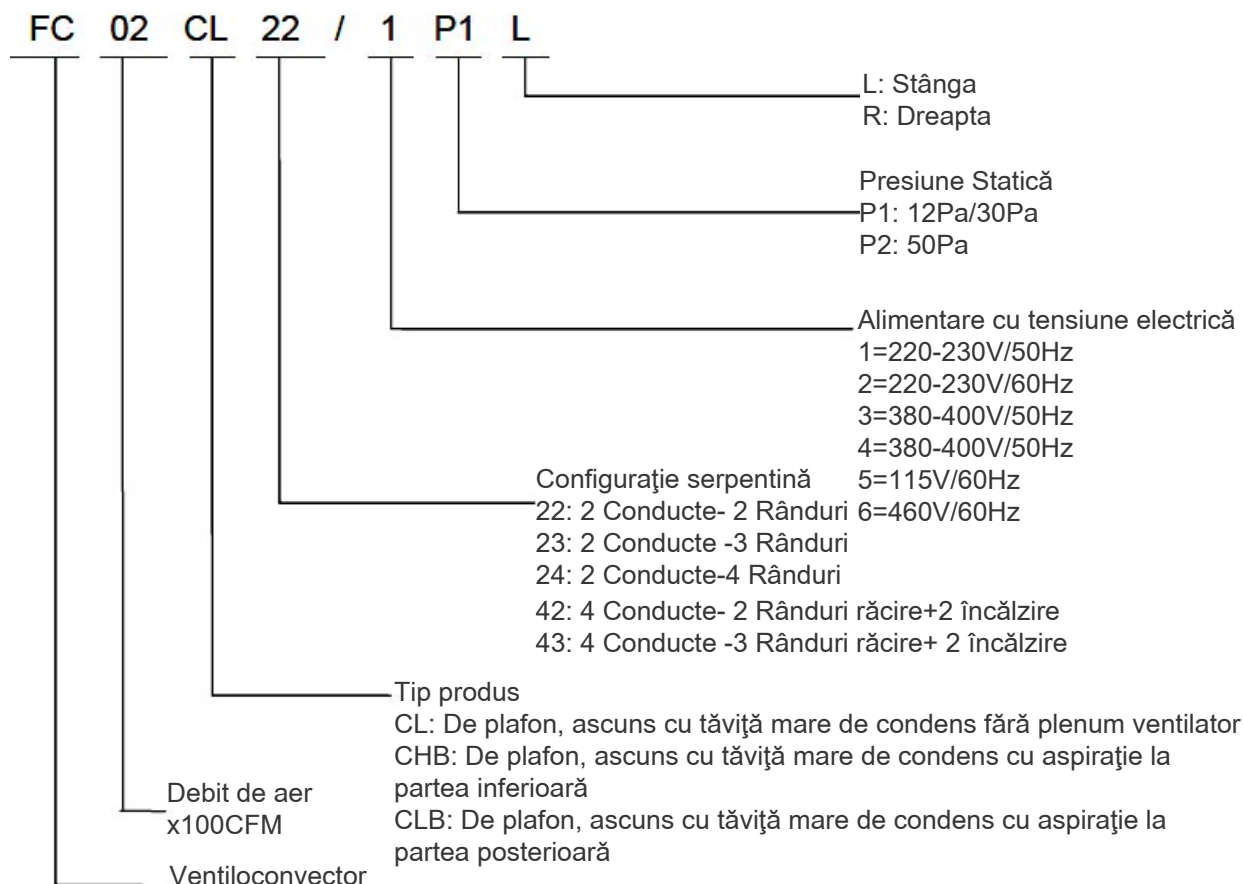 FC 02 CL 22 / 1 P1 L
L: Stânga
R: Dreapta
Presiune Statică
P1: 12Pa/30Pa
P2: 50Pa
Alimentare cu tensiune electrică
1=220-230V/50Hz
2=220-230V/60Hz
3=380-400V/50Hz
4=380-400V/50Hz
5=115V/60Hz
6=460V/60Hz
Configuraţie serpentină
22: 2 Conducte- 2 Rânduri
23: 2 Conducte -3 Rânduri
24: 2 Conducte-4 Rânduri
42: 4 Conducte- 2 Rânduri răcire+2 încălzire
43: 4 Conducte -3 Rânduri răcire+ 2 încălzire
Tip produs
CL: De plafon, ascuns cu tăviţă mare de condens fără plenum ventilator
CHB: De plafon, ascuns cu tăviţă mare de condens cu aspiraţie la
partea inferioară
CLB: De plafon, ascuns cu tăviţă mare de condens cu aspiraţie la
partea posterioară
Debit de aer
x100CFM
Ventiloconvector